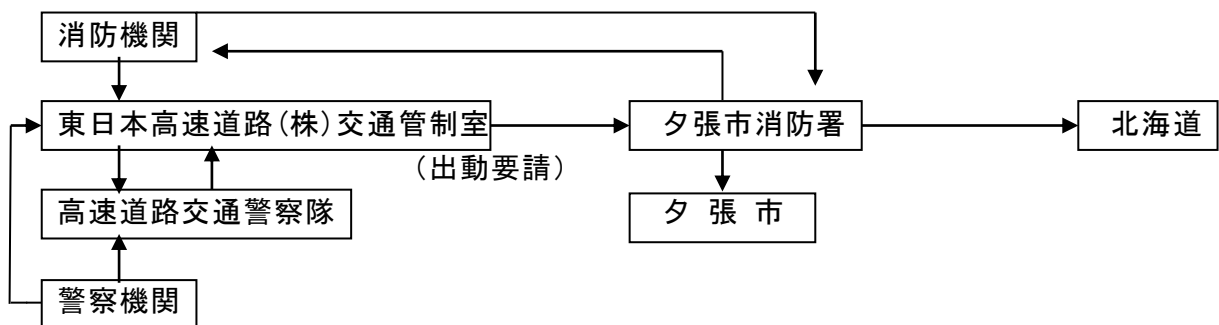 消防機関
東日本高速道路(株)交通管制室
夕張市消防署
北海道
(出動要請)
高速道路交通警察隊
夕 張 市
警察機関